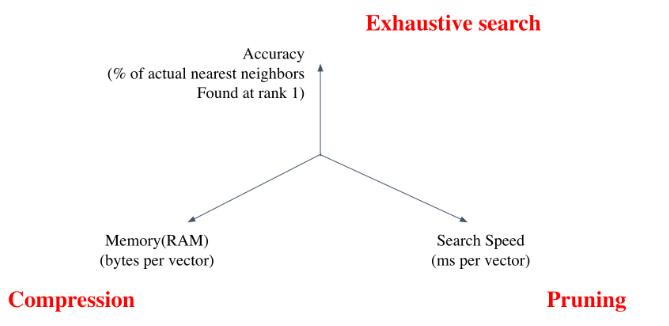 Exhaustive search
Accuracy
(% of actual nearest neighbors
Found at rank 1)
Memory(RAM)
(bytes per vector)
Search Speed
(ms per vector)
Compression
Pruning